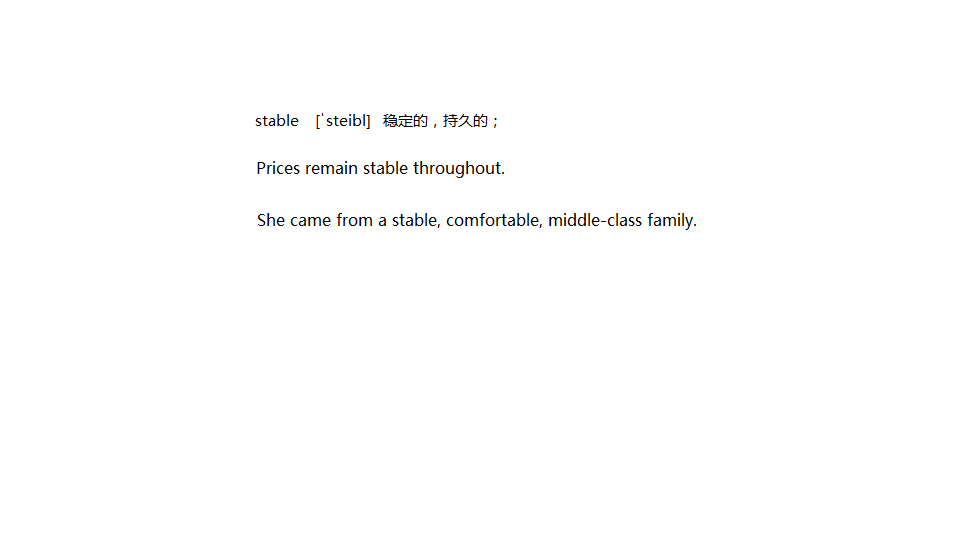 stable [ˈsteibl] 稳定的，持久的；
Prices remain stable throughout.
She came from a stable, comfortable, middle-class family.